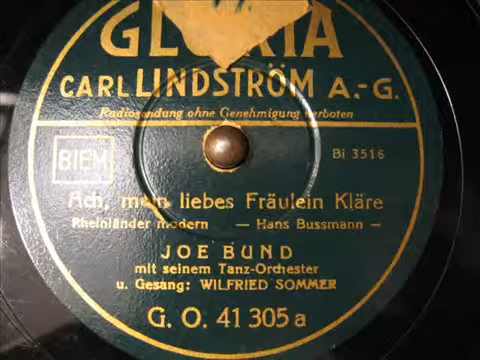 GLORIA
CARL LINDSTRÖM A.-G.
Radiosendung ohne Genehmigung verboten
BIEM
Bi 3516
Ach, mein liebes Fräulein Kläre
Rheinländer modern — Hans Bussmann —
JOE BUND
mit seinem Tanz-Orchester
u. Gesang: WILFRIED SOMMER
G. O. 41 305 a